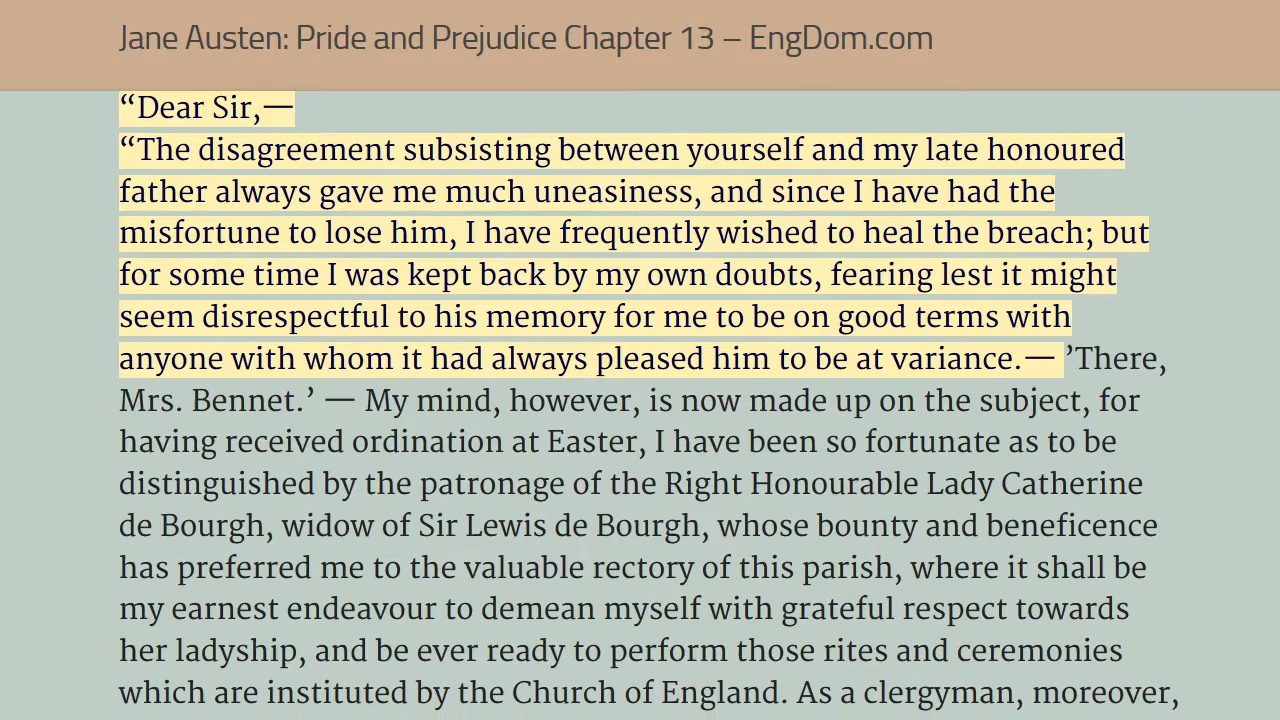 Jane Austen: Pride and Prejudice Chapter 13 – EngDom.com
“Dear Sir,—
“The disagreement subsisting between yourself and my late honoured
father always gave me much uneasiness, and since I have had the
misfortune to lose him, I have frequently wished to heal the breach; but
for some time I was kept back by my own doubts, fearing lest it might
seem disrespectful to his memory for me to be on good terms with
anyone with whom it had always pleased him to be at variance.— ’There,
Mrs. Bennet.’ — My mind, however, is now made up on the subject, for
having received ordination at Easter, I have been so fortunate as to be
distinguished by the patronage of the Right Honourable Lady Catherine
de Bourgh, widow of Sir Lewis de Bourgh, whose bounty and beneficence
has preferred me to the valuable rectory of this parish, where it shall be
my earnest endeavour to demean myself with grateful respect towards
her ladyship, and be ever ready to perform those rites and ceremonies
which are instituted by the Church of England. As a clergyman, moreover,